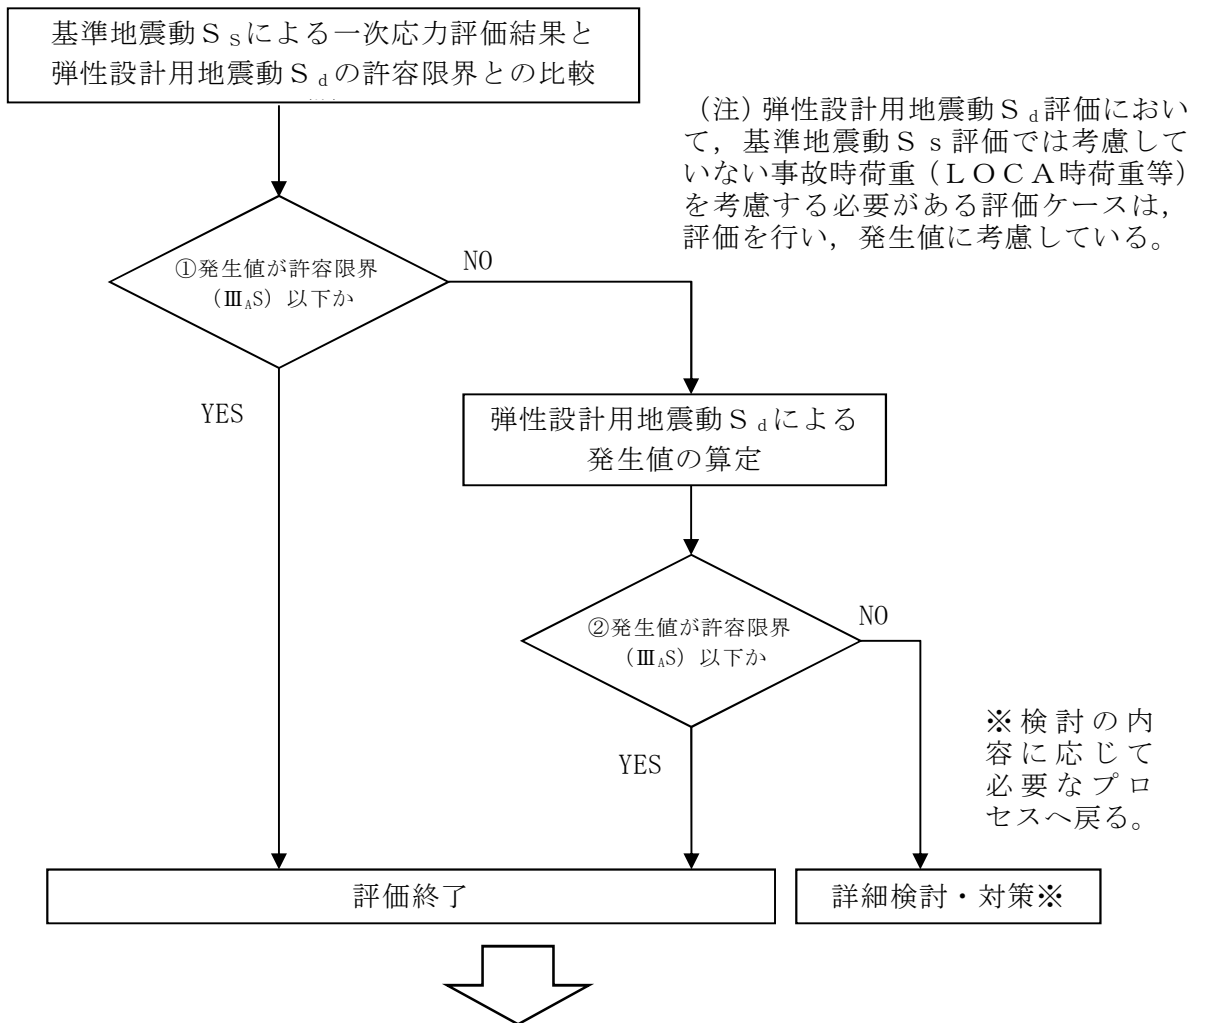 基準地震動Ｓｓによる一次応力評価結果と
弾性設計用地震動Ｓｄの許容限界との比較
（注）弾性設計用地震動Ｓｄ評価におい
て，基準地震動Ｓｓ評価では考慮して
いない事故時荷重（ＬＯＣＡ時荷重等）
を考慮する必要がある評価ケースは，
評価を行い，発生値に考慮している。
①発生値が許容限界
（ⅢAS）以下か
NO
YES
弾性設計用地震動Ｓｄによる
発生値の算定
②発生値が許容限界
（ⅢAS）以下か
NO
YES
※検討の内
容に応じて
必要なプロ
セスへ戻る。
評価終了
詳細検討・対策※